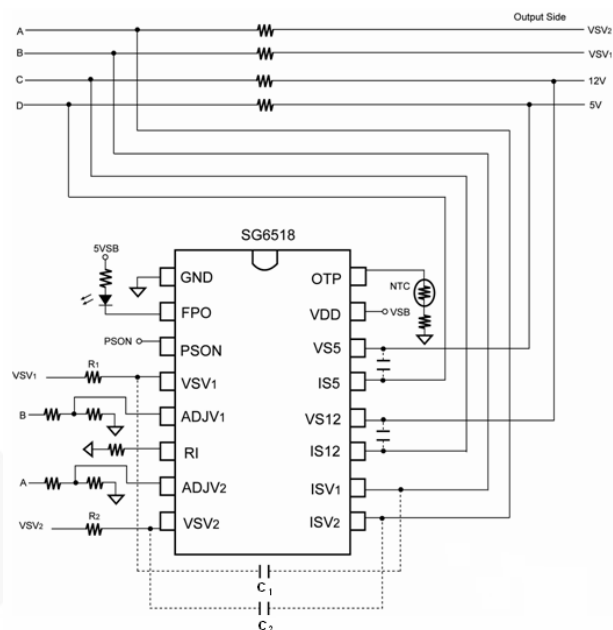 Output Side
A
VSV2
B
VSV1
C
12V
D
5V
SG6518
5VSB
GND
OTP
NTC
FPO
VDD
VSB
PSON
PSON
VS5
VSV1
R1
VSV1
IS5
B
ADJV1
VS12
RI
IS12
A
ADJV2
ISV1
VSV2
R2
VSV2
ISV2
C1
C2